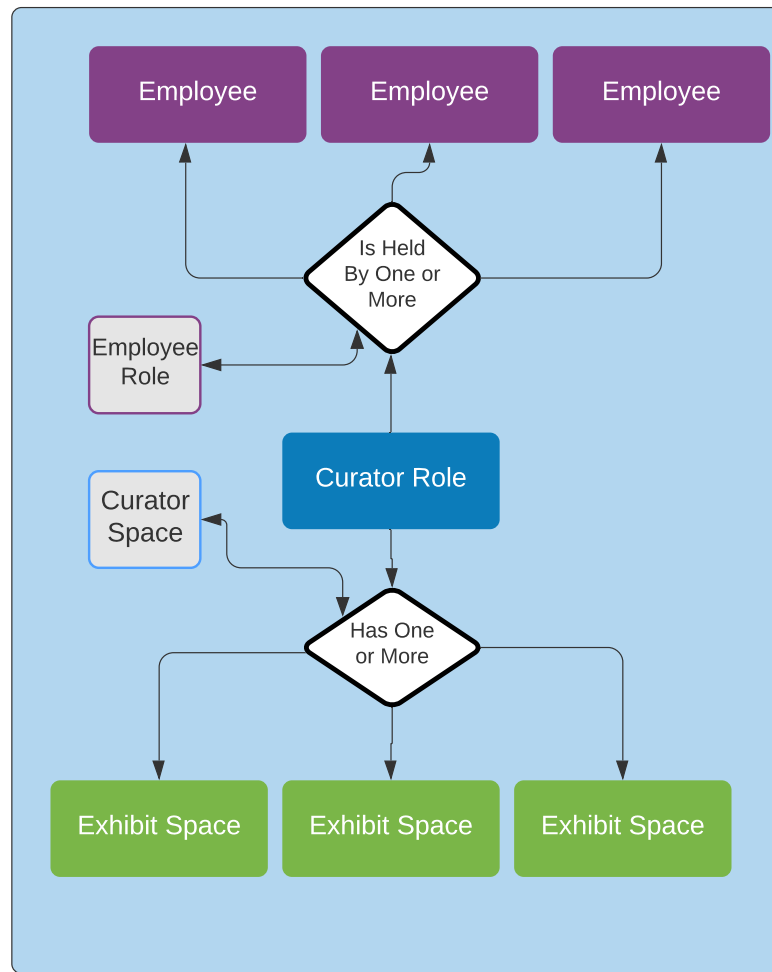 Employee
Employee
Employee
Is Held
By One or
More
Employee
Role
Curator Role
Curator
Space
Has One
or More
Exhibit Space
Exhibit Space
Exhibit Space